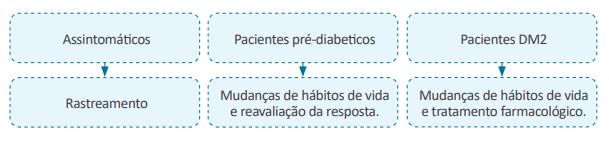 Assintomáticos
Rastreamento
Pacientes pré-diabeticos
Mudanças de hábitos de vida
e reavaliação da resposta.
Pacientes DM2
Mudanças de hábitos de vida
e tratamento farmacológico.